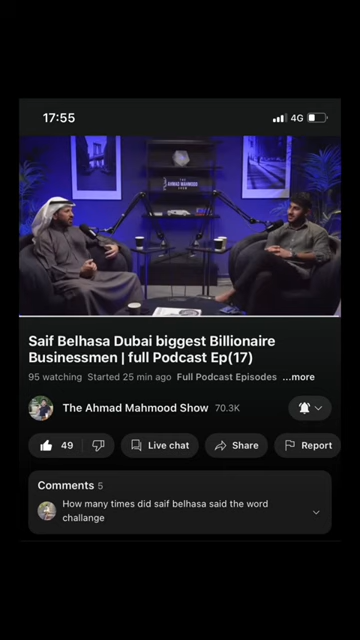 17:55
4G
THE
AHMAD MAHMOOD
SHOW
Saif Belhasa Dubai biggest Billionaire
Businessmen | full Podcast Ep(17)
95 watching Started 25 min ago Full Podcast Episodes ...more
The Ahmad Mahmood Show 70.3K
49 Live chat Share Report
Comments 5
How many times did saif belhasa said the word
challange